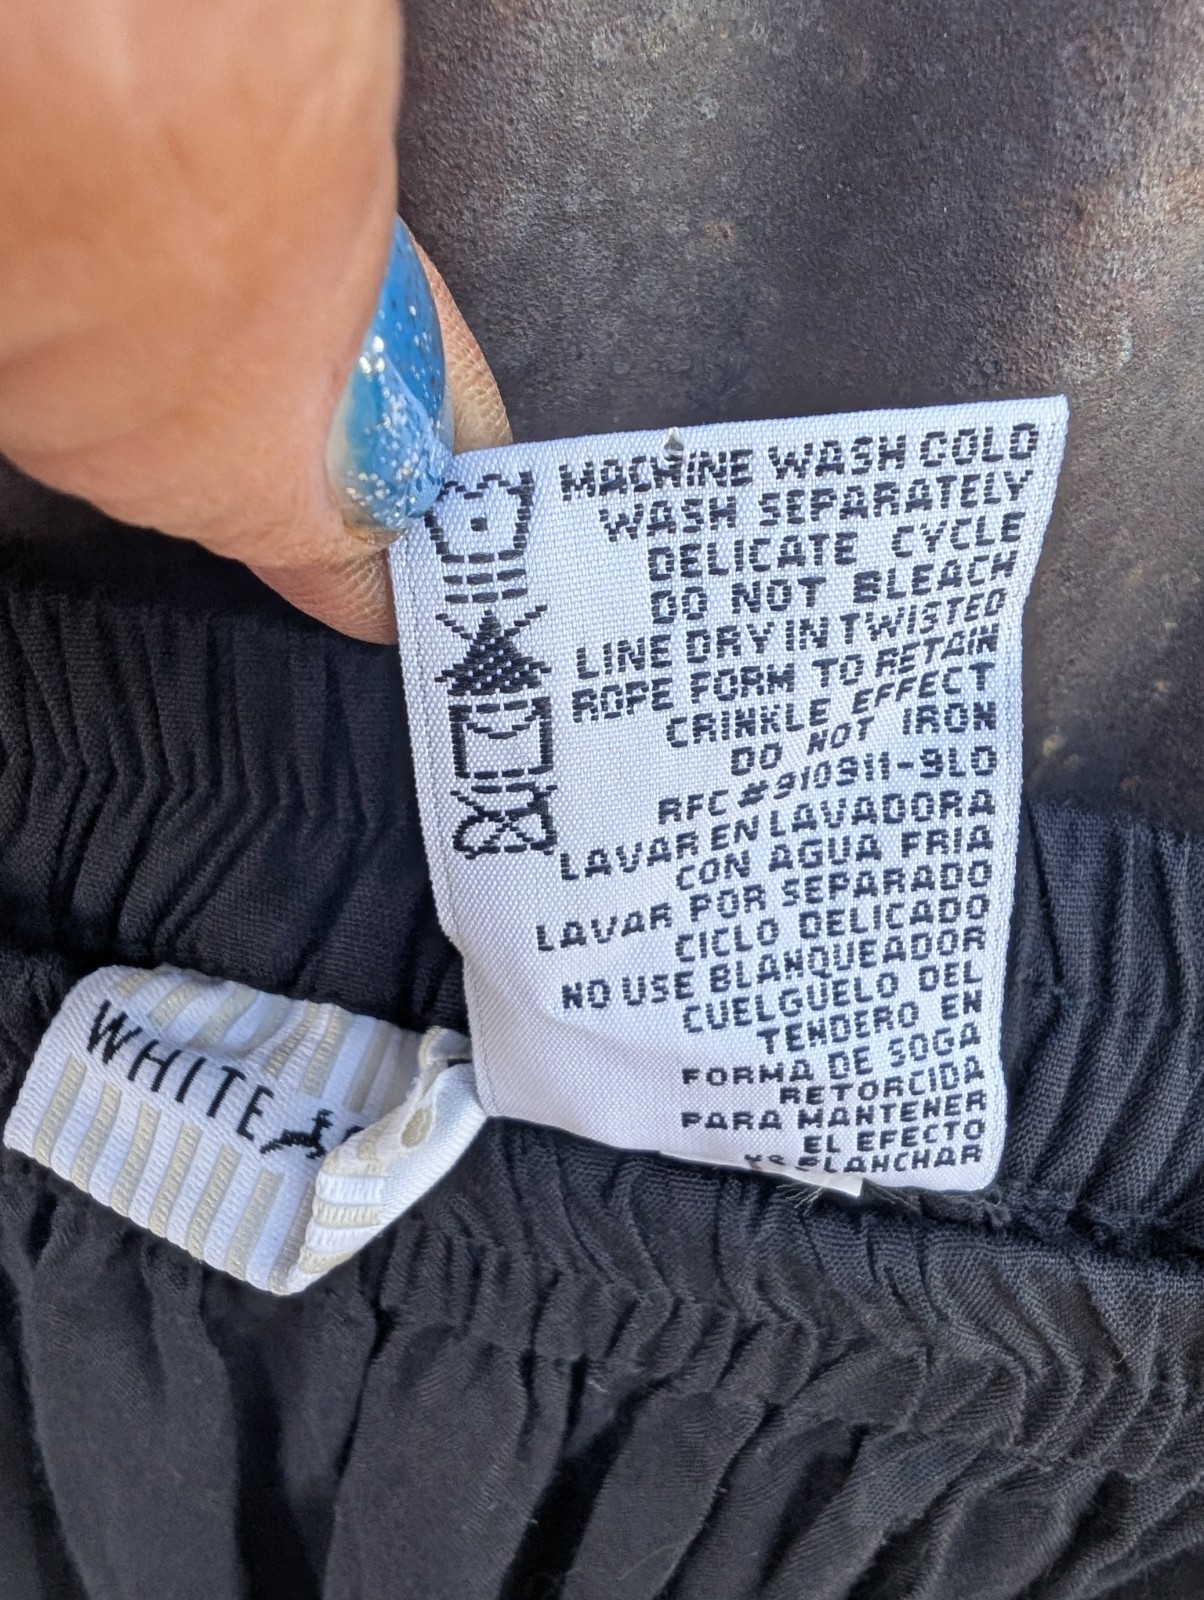 MACHINE WASH COLD
WASH SEPARATELY
DELICATE CYCLE
DO NOT BLEACH
LINE DRY IN TWISTED
ROPE FORM TO RETAIN
CRINKLE EFFECT
DO NOT IRON
RFC #910911-9L0
LAVAR EN LAVADORA
CON AGUA FRIA
LAVAR POR SEPARADO
CICLO DELICADO
NO USE BLANQUEADOR
CUELGUELO DEL
TENDERO EN
FORMA DE SOGA
RETORCIDA
PARA MANTENER
EL EFECTO
PLANCHAR
WHITE